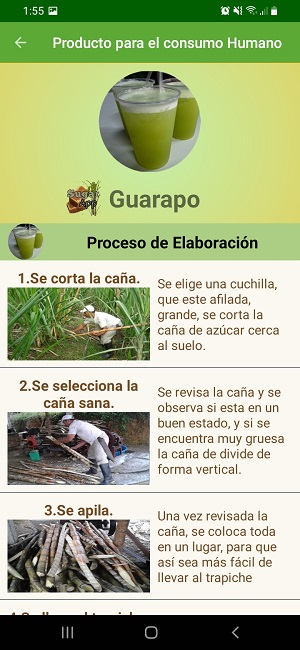 1:55
Producto para el consumo Humano
Sugar
App
Guarapo
Proceso de Elaboración
1.Se corta la caña.
Se elige una cuchilla,
que este afilada,
grande, se corta la
caña de azúcar cerca
al suelo.
2.Se selecciona la
caña sana.
Se revisa la caña y se
observa si esta en un
buen estado, y si se
encuentra muy gruesa
la caña de divide de
forma vertical.
3.Se apila.
Una vez revisada la
caña, se coloca toda
en un lugar, para que
así sea más fácil de
llevar al trapiche